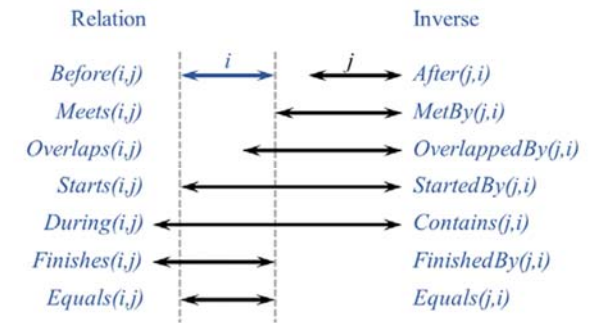 Relation Inverse
Before(i,j) i j After(j,i)
Meets(i,j) MetBy(j,i)
Overlaps(i,j) OverlappedBy(j,i)
Starts(i,j) StartedBy(j,i)
During(i,j) Contains(j,i)
Finishes(i,j) FinishedBy(j,i)
Equals(i,j) Equals(j,i)